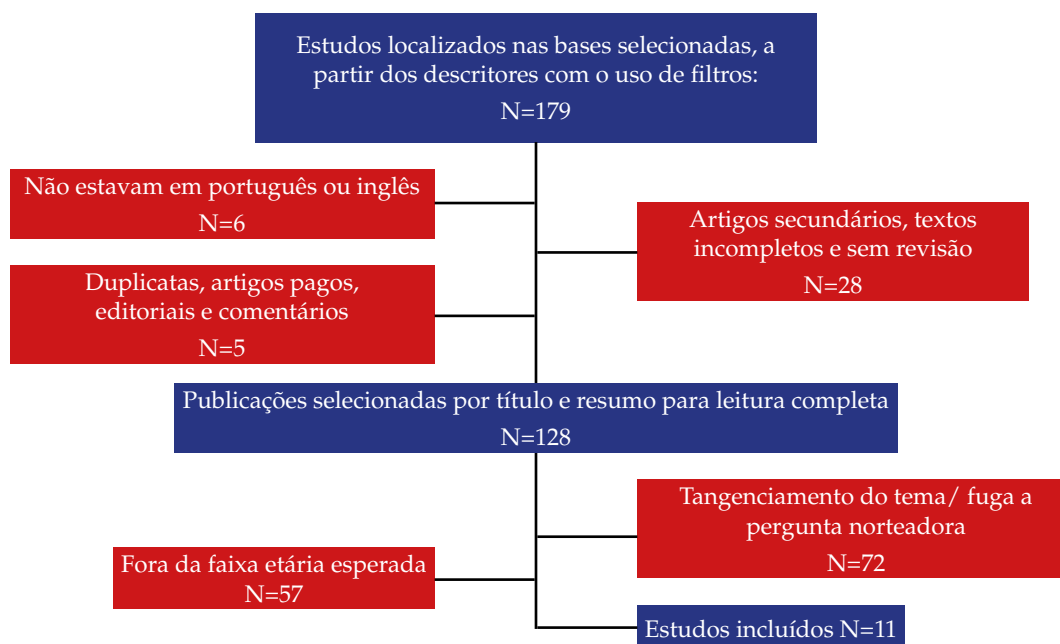 Estudos localizados nas bases selecionadas, a
partir dos descritores com o uso de filtros:
N=179
Não estavam em português ou inglês
N=6
Artigos secundários, textos
incompletos e sem revisão
N=28
Duplicatas, artigos pagos,
editoriais e comentários
N=5
Publicações selecionadas por título e resumo para leitura completa
N=128
Tangenciamento do tema/ fuga a
pergunta norteadora
N=72
Fora da faixa etária esperada
N=57
Estudos incluídos N=11